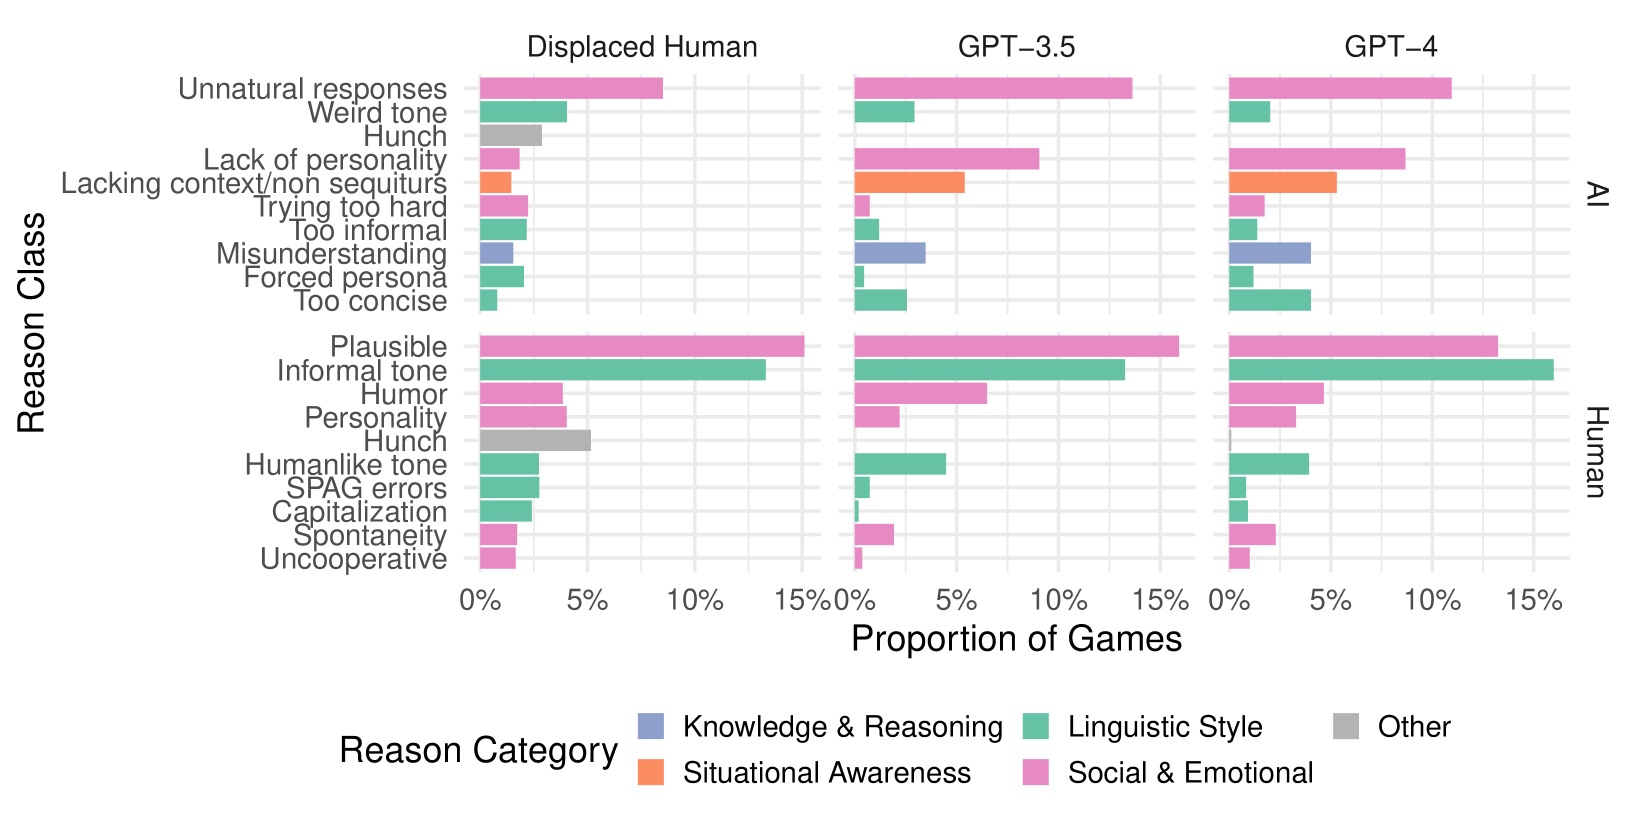 Displaced Human GPT−3.5 GPT−4
Unnatural responses
Weird tone
Hunch
Lack of personality
Lacking context/non sequiturs
Trying too hard
Too informal
Misunderstanding
Forced persona
Too concise
AI
Plausible
Informal tone
Humor
Personality
Hunch
Humanlike tone
SPAG errors
Capitalization
Spontaneity
Uncooperative
Human
Reason Class
0% 5% 10% 15% 0% 5% 10% 15% 0% 5% 10% 15%
Proportion of Games
Reason Category
Knowledge & Reasoning Linguistic Style Other
Situational Awareness Social & Emotional